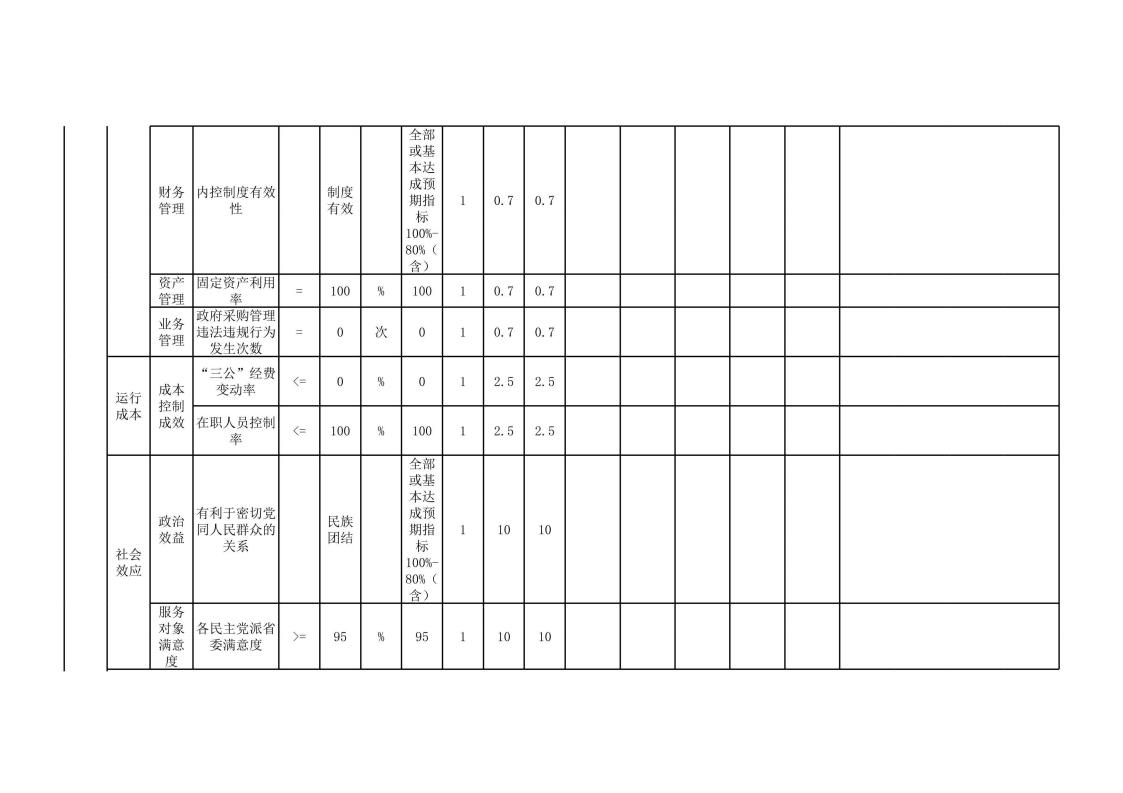 财务
管理
内控制度有效
性
制度
有效
全部
或基
本达
成预
期指
标
100%-
80%（
含）
1
0.7
0.7
资产
管理
固定资产利用
率
=
100
%
100
1
0.7
0.7
业务
管理
政府采购管理
违法违规行为
发生次数
=
0
次
0
1
0.7
0.7
运行
成本
成本
控制
成效
“三公”经费
变动率
<=
0
%
0
1
2.5
2.5
在职人员控制
率
<=
100
%
100
1
2.5
2.5
社会
效应
政治
效益
有利于密切党
同人民群众的
关系
民族
团结
全部
或基
本达
成预
期指
标
100%-
80%（
含）
1
10
10
服务
对象
满意
度
各民主党派省
委满意度
>=
95
%
95
1
10
10